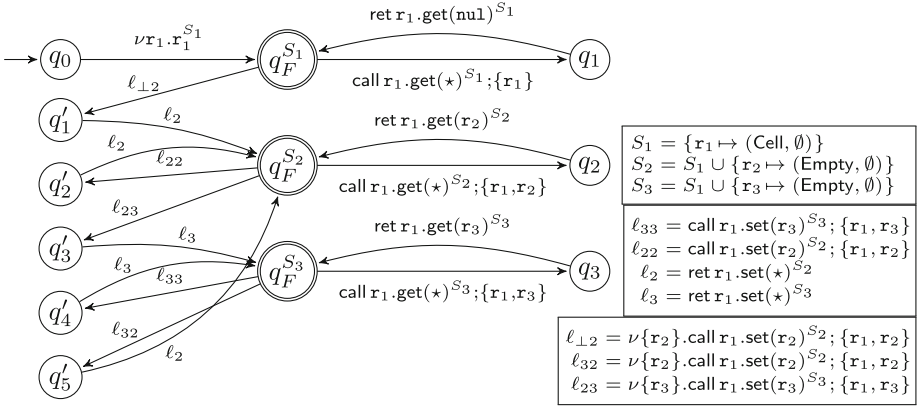 ret r₁.get(nul)^{S₁}
q₀
νr₁.r₁^{S₁}
q_F^{S₁}
q₁
call r₁.get(⋆)^{S₁};{r₁}
ℓ_{⊥2}
q′₁
ℓ₂
ret r₁.get(r₂)^{S₂}
ℓ₂
q′₂
ℓ₂₂
q_F^{S₂}
q₂
call r₁.get(⋆)^{S₂};{r₁,r₂}
ℓ₂₃
q′₃
ℓ₃
ret r₁.get(r₃)^{S₃}
ℓ₃
ℓ₃₃
q_F^{S₃}
q₃
q′₄
call r₁.get(⋆)^{S₃};{r₁,r₃}
ℓ₃₂
ℓ₂
q′₅
S₁ = {r₁ ↦ (Cell, ∅)}
S₂ = S₁ ∪ {r₂ ↦ (Empty, ∅)}
S₃ = S₁ ∪ {r₃ ↦ (Empty, ∅)}
ℓ₃₃ = call r₁.set(r₃)^{S₃};{r₁,r₃}
ℓ₂₂ = call r₁.set(r₂)^{S₂};{r₁,r₂}
ℓ₂ = ret r₁.set(⋆)^{S₂}
ℓ₃ = ret r₁.set(⋆)^{S₃}
ℓ_{⊥2} = ν{r₂}.call r₁.set(r₂)^{S₂};{r₁, r₂}
ℓ₃₂ = ν{r₂}.call r₁.set(r₂)^{S₂};{r₁, r₂}
ℓ₂₃ = ν{r₃}.call r₁.set(r₃)^{S₃};{r₁, r₃}